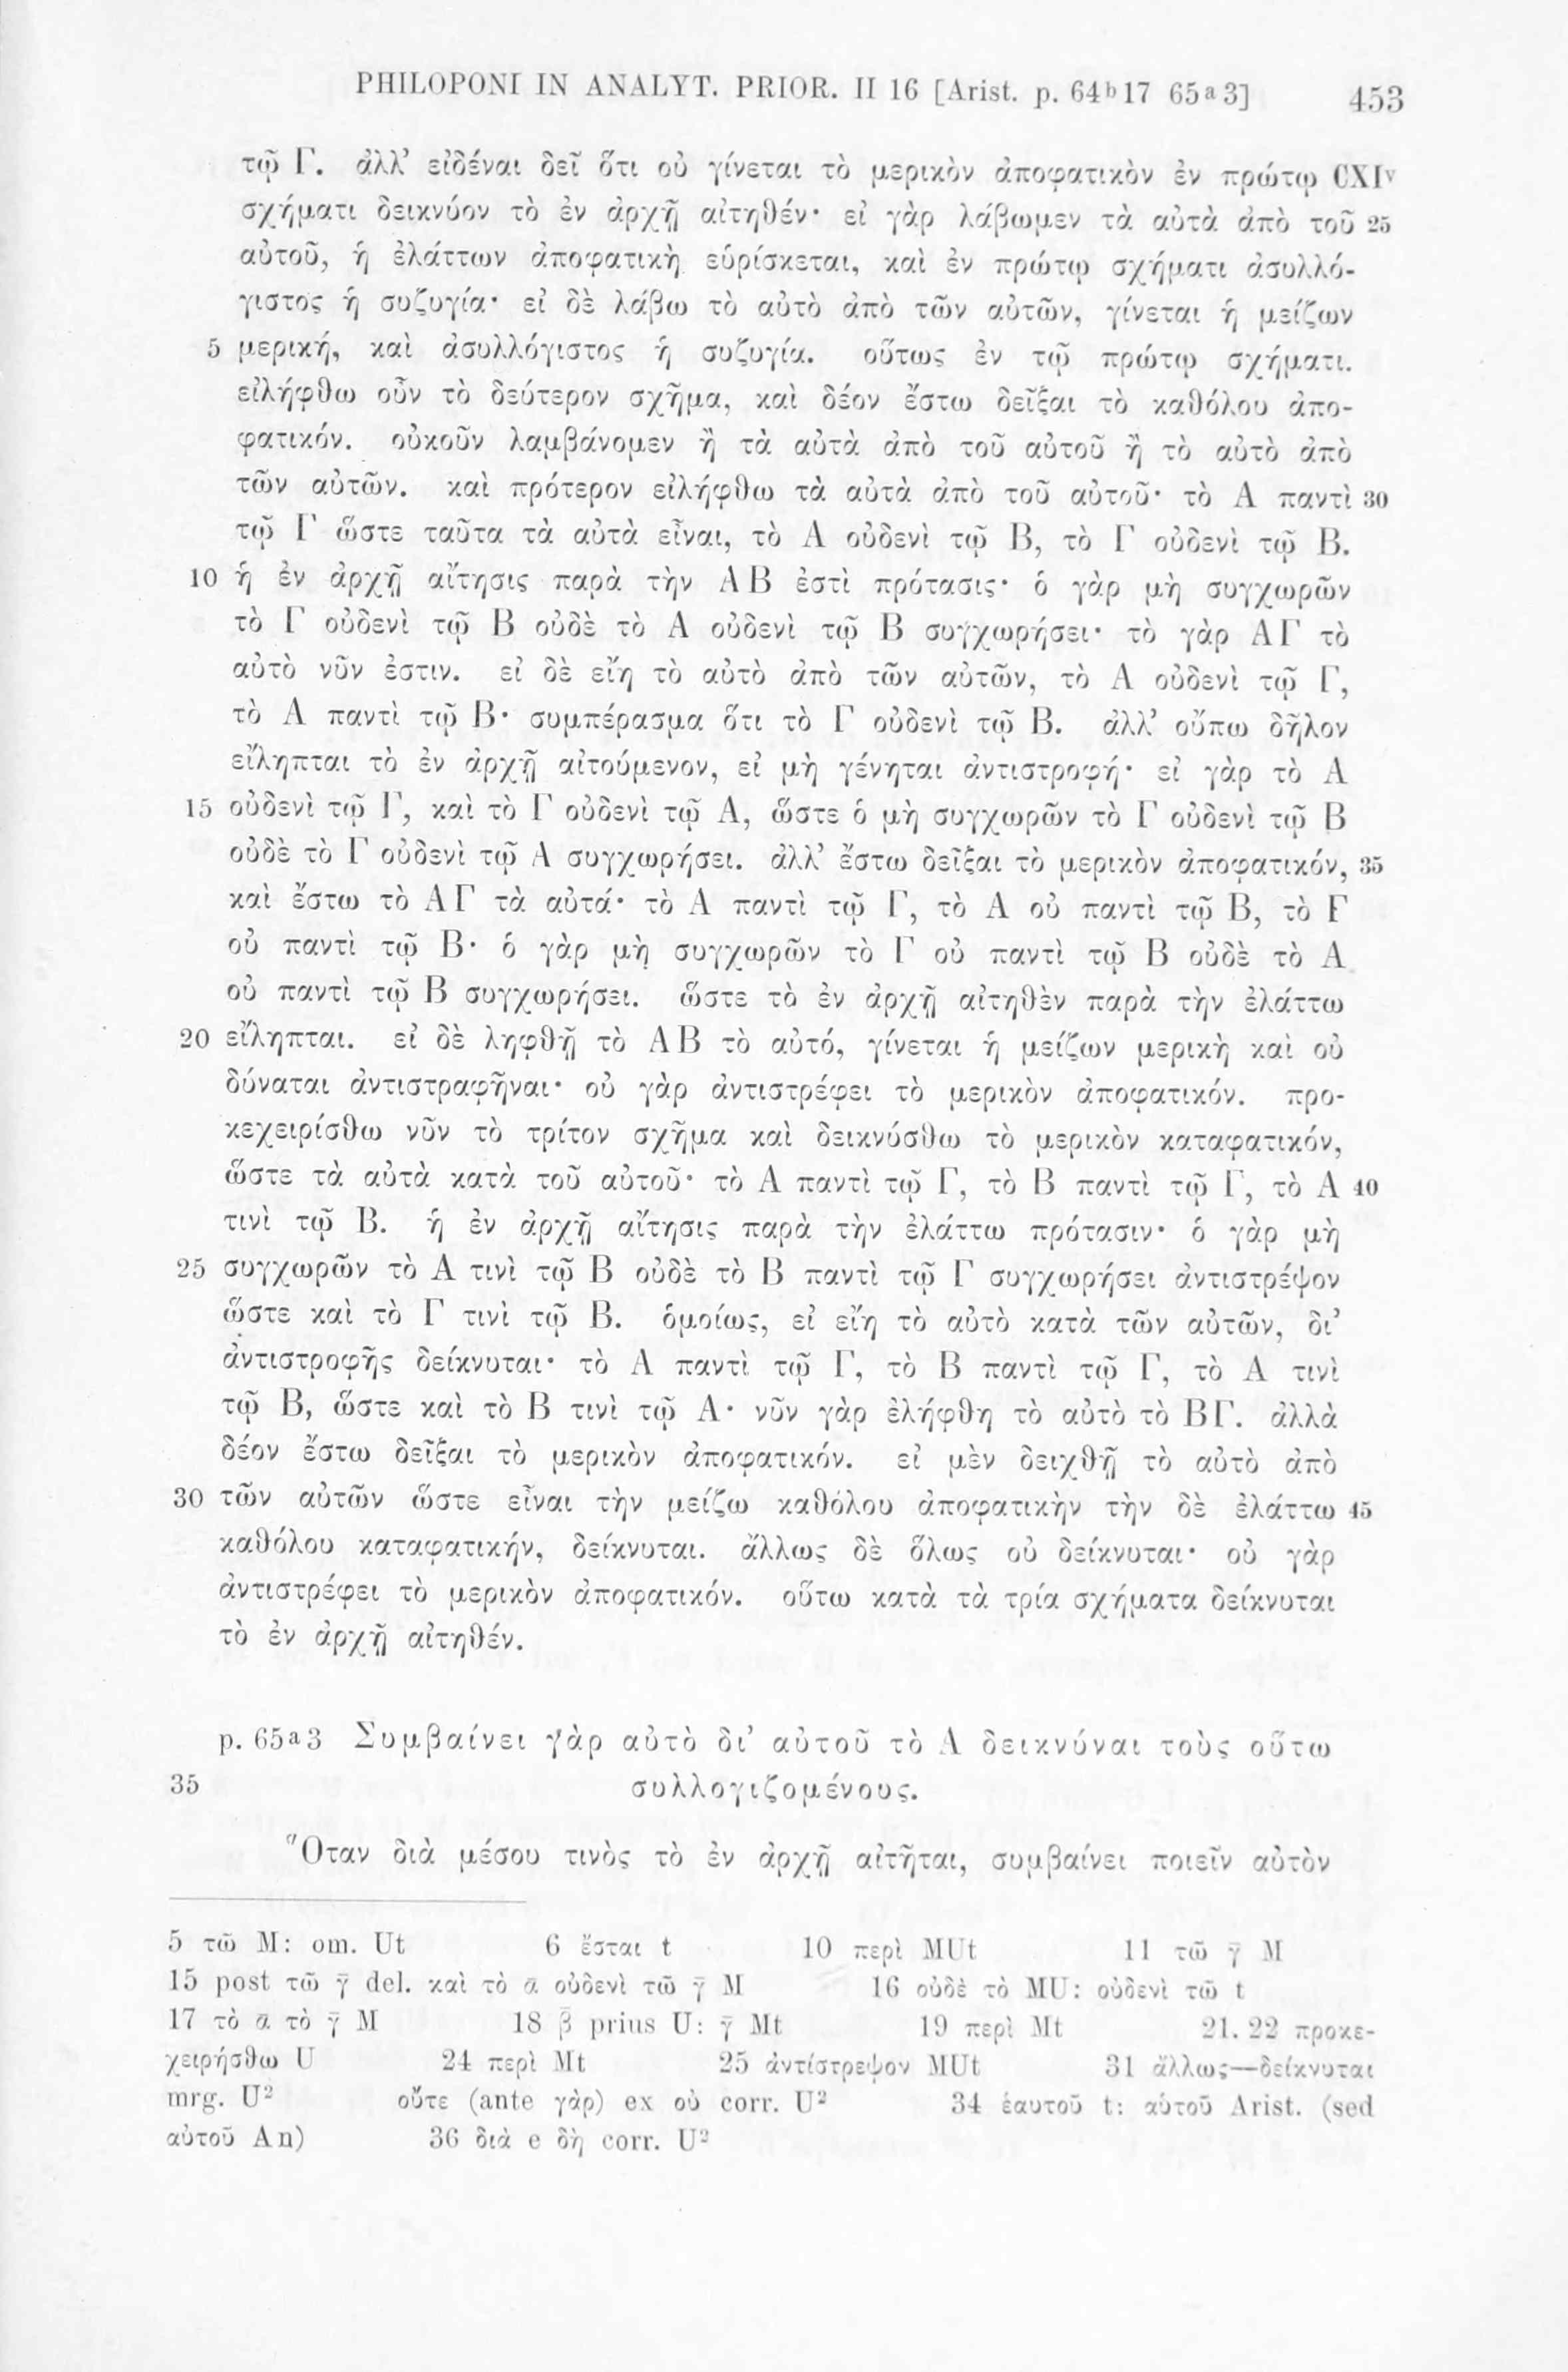 PHILOPONI IN ANALYT. PRIOR. II 16 [Arist. p. 64b17 65a3] 453
τῷ Γ. ἀλλ’ εἰδέναι δεῖ ὅτι οὐ γίνεται τὸ μερικὸν ἀποφατικὸν ἐν πρώτῳ CXIv
σχήματι δεικνύον τὸ ἐν ἀρχῇ αἰτηθέν· εἰ γὰρ λάβωμεν τὰ αὐτὰ ἀπὸ τοῦ 25
αὐτοῦ, ἡ ἐλάττων ἀποφατικὴ εὑρίσκεται, καὶ ἐν πρώτῳ σχήματι ἀσυλλό-
γιστος ἡ συζυγία· εἰ δὲ λάβω τὸ αὐτὸ ἀπὸ τῶν αὐτῶν, γίνεται ἡ μείζων
5 μερική, καὶ ἀσυλλόγιστος ἡ συζυγία. οὕτως ἐν τῷ πρώτῳ σχήματι.
εἰλήφθω οὖν τὸ δεύτερον σχῆμα, καὶ δέον ἔστω δεῖξαι τὸ καθόλου ἀπο-
φατικόν. οὐκοῦν λαμβάνομεν ἢ τὰ αὐτὰ ἀπὸ τοῦ αὐτοῦ ἢ τὸ αὐτὸ ἀπὸ
τῶν αὐτῶν. καὶ πρότερον εἰλήφθω τὰ αὐτὰ ἀπὸ τοῦ αὐτοῦ· τὸ Α παντὶ 30
τῷ Γ ὥστε ταῦτα τὰ αὐτὰ εἶναι, τὸ Α οὐδενὶ τῷ Β, τὸ Γ οὐδενὶ τῷ Β.
10 ἡ ἐν ἀρχῇ αἴτησις παρὰ τὴν ΑΒ ἐστὶ πρότασις· ὁ γὰρ μὴ συγχωρῶν
τὸ Γ οὐδενὶ τῷ Β οὐδὲ τὸ Α οὐδενὶ τῷ Β συγχωρήσει· τὸ γὰρ ΑΓ τὸ
αὐτὸ νῦν ἐστιν. εἰ δὲ εἴη τὸ αὐτὸ ἀπὸ τῶν αὐτῶν, τὸ Α οὐδενὶ τῷ Γ,
τὸ Α παντὶ τῷ Β· συμπέρασμα ὅτι τὸ Γ οὐδενὶ τῷ Β. ἀλλ’ οὔπω δῆλον
εἴληπται τὸ ἐν ἀρχῇ αἰτούμενον, εἰ μὴ γένηται ἀντιστροφή· εἰ γὰρ τὸ Α
15 οὐδενὶ τῷ Γ, καὶ τὸ Γ οὐδενὶ τῷ Α, ὥστε ὁ μὴ συγχωρῶν τὸ Γ οὐδενὶ τῷ Β
οὐδὲ τὸ Γ οὐδενὶ τῷ Α συγχωρήσει. ἀλλ’ ἔστω δεῖξαι τὸ μερικὸν ἀποφατικόν, 35
καὶ ἔστω τὸ ΑΓ τὰ αὐτά· τὸ Α παντὶ τῷ Γ, τὸ Α οὐ παντὶ τῷ Β, τὸ Γ
οὐ παντὶ τῷ Β· ὁ γὰρ μὴ συγχωρῶν τὸ Γ οὐ παντὶ τῷ Β οὐδὲ τὸ Α
οὐ παντὶ τῷ Β συγχωρήσει. ὥστε τὸ ἐν ἀρχῇ αἰτηθὲν παρὰ τὴν ἐλάττω
20 εἴληπται. εἰ δὲ ληφθῇ τὸ ΑΒ τὸ αὐτό, γίνεται ἡ μείζων μερικὴ καὶ οὐ
δύναται ἀντιστραφῆναι· οὐ γὰρ ἀντιστρέφει τὸ μερικὸν ἀποφατικόν. προ-
κεχειρίσθω νῦν τὸ τρίτον σχῆμα καὶ δεικνύσθω τὸ μερικὸν καταφατικόν,
ὥστε τὰ αὐτὰ κατὰ τοῦ αὐτοῦ· τὸ Α παντὶ τῷ Γ, τὸ Β παντὶ τῷ Γ, τὸ Α 40
τινὶ τῷ Β. ἡ ἐν ἀρχῇ αἴτησις παρὰ τὴν ἐλάττω πρότασιν· ὁ γὰρ μὴ
25 συγχωρῶν τὸ Α τινὶ τῷ Β οὐδὲ τὸ Β παντὶ τῷ Γ συγχωρήσει ἀντιστρέψον
ὥστε καὶ τὸ Γ τινὶ τῷ Β. ὁμοίως, εἰ εἴη τὸ αὐτὸ κατὰ τῶν αὐτῶν, δι’
ἀντιστροφῆς δείκνυται· τὸ Α παντὶ τῷ Γ, τὸ Β παντὶ τῷ Γ, τὸ Α τινὶ
τῷ Β, ὥστε καὶ τὸ Β τινὶ τῷ Α· νῦν γὰρ ἐλήφθη τὸ αὐτὸ τὸ ΒΓ. ἀλλὰ
δέον ἔστω δεῖξαι τὸ μερικὸν ἀποφατικόν. εἰ μὲν δειχθῇ τὸ αὐτὸ ἀπὸ
30 τῶν αὐτῶν ὥστε εἶναι τὴν μείζω καθόλου ἀποφατικὴν τὴν δὲ ἐλάττω 45
καθόλου καταφατικήν, δείκνυται. ἄλλως δὲ ὅλως οὐ δείκνυται· οὐ γὰρ
ἀντιστρέφει τὸ μερικὸν ἀποφατικόν. οὕτω κατὰ τὰ τρία σχήματα δείκνυται
τὸ ἐν ἀρχῇ αἰτηθέν.
p. 65a3 Συμβαίνει γὰρ αὐτὸ δι’ αὐτοῦ τὸ Α δεικνύναι τοὺς οὕτω
35 συλλογιζομένους.
Ὅταν διὰ μέσου τινὸς τὸ ἐν ἀρχῇ αἰτῆται, συμβαίνει ποιεῖν αὐτὸν
5 τῶ M: om. Ut 6 ἔσται t 10 περὶ MUt 11 τῶ γ̄ M
15 post τῶ γ̄ del. καὶ τὸ ᾱ οὐδενὶ τῶ γ̄ M 16 οὐδὲ τὸ MU: οὐδενὶ τῶ t
17 τὸ ᾱ τὸ γ̄ M 18 β̄ prius U: γ̄ Mt 19 περὶ Mt 21. 22 προκε-
χειρήσθω U 24 περὶ Mt 25 ἀντίστρεψον MUt 31 ἄλλως—δείκνυται
mrg. U² οὔτε (ante γὰρ) ex οὐ corr. U² 34 ἑαυτοῦ t: αὑτοῦ Arist. (sed
αὐτοῦ An) 36 διὰ e δὴ corr. U²